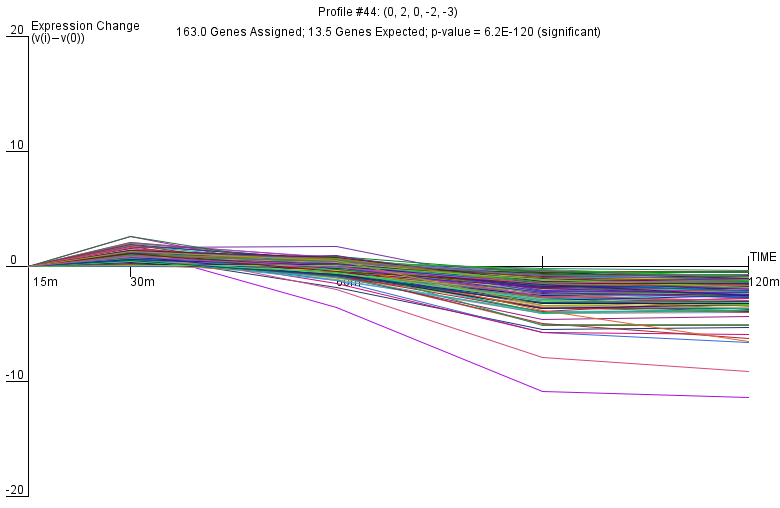 Profile #44: (0, 2, 0, -2, -3)
163.0 Genes Assigned; 13.5 Genes Expected; p-value = 6.2E-120 (significant)
Expression Change
(v(i)-v(0))
20
10
0
-10
-20
TIME
15m
30m
120m